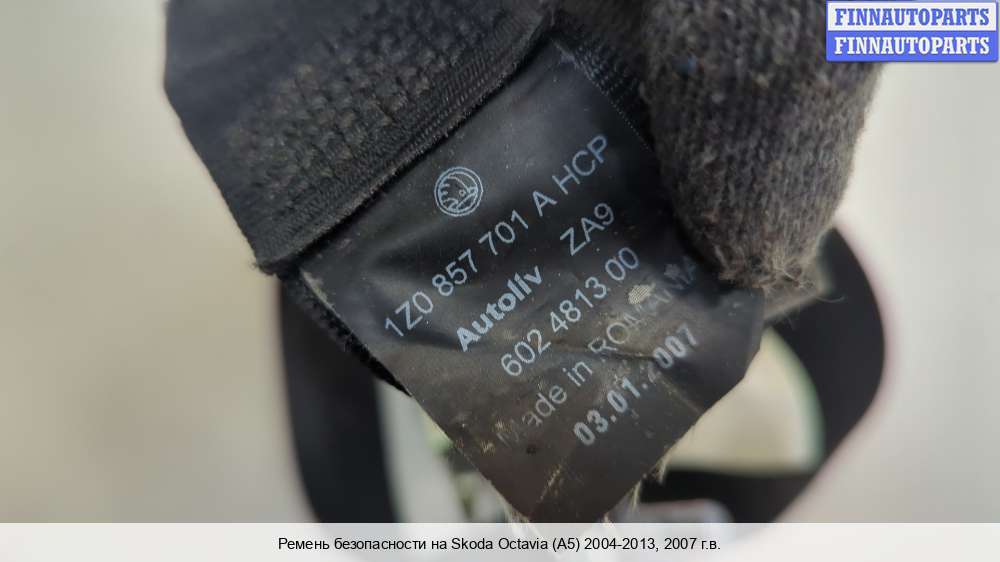 FINNAUTOPARTS
FINNAUTOPARTS
1Z0 857 701 A HCP
Autoliv ZA9
602 4813 00
Made in ROMANIA
03.01.2007
Ремень безопасности на Skoda Octavia (A5) 2004-2013, 2007 г.в.